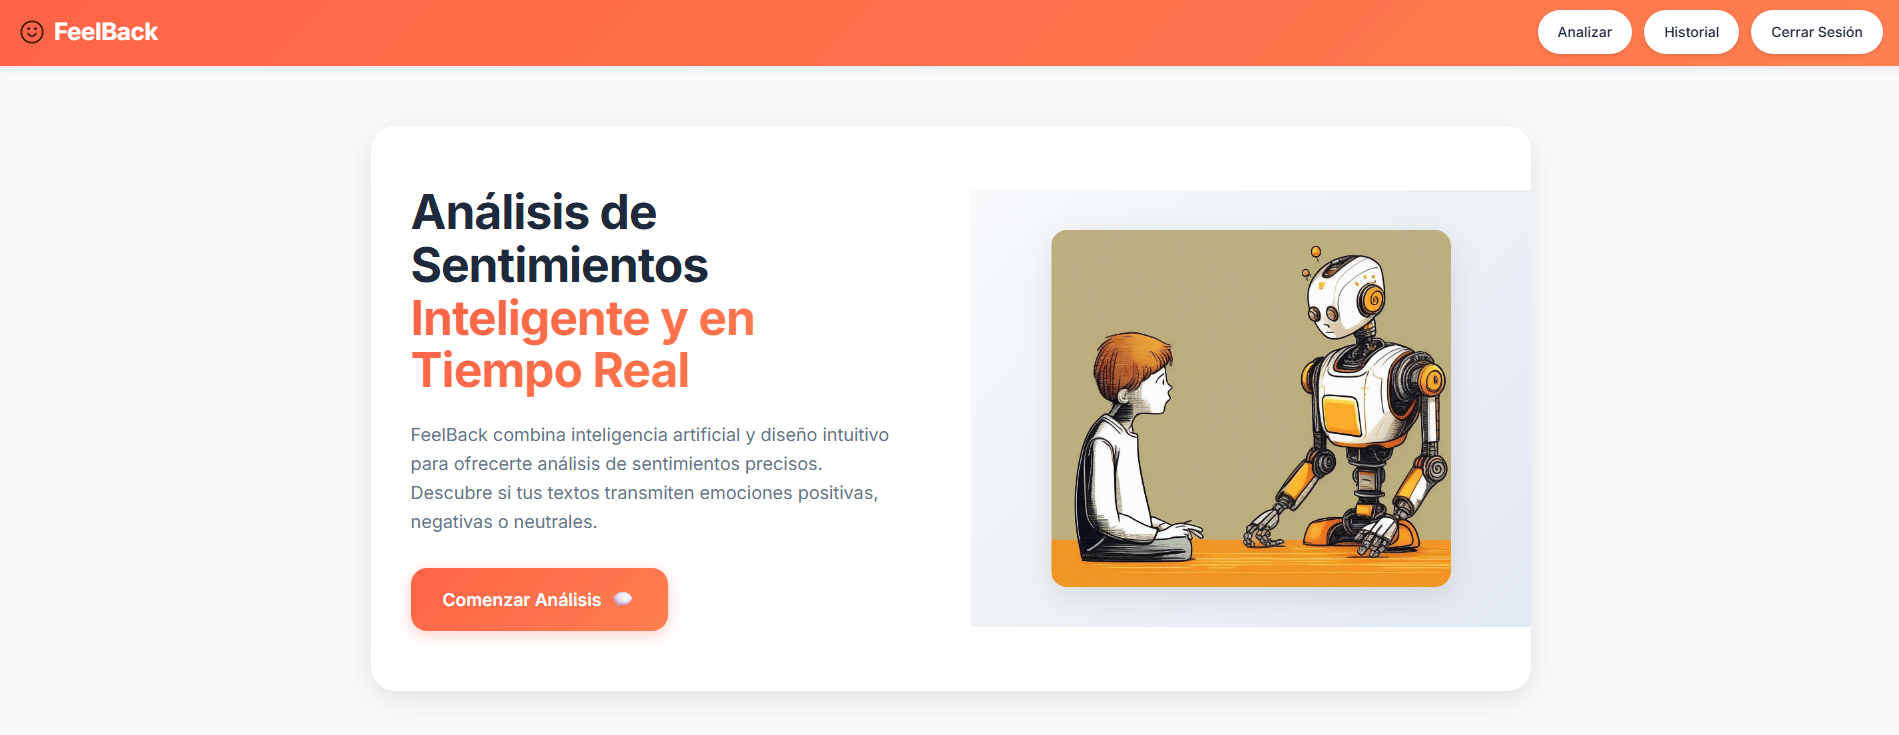 FeelBack
Analizar
Historial
Cerrar Sesión
Análisis de
Sentimientos
Inteligente y en
Tiempo Real
FeelBack combina inteligencia artificial y diseño intuitivo
para ofrecerte análisis de sentimientos precisos.
Descubre si tus textos transmiten emociones positivas,
negativas o neutrales.
Comenzar Análisis